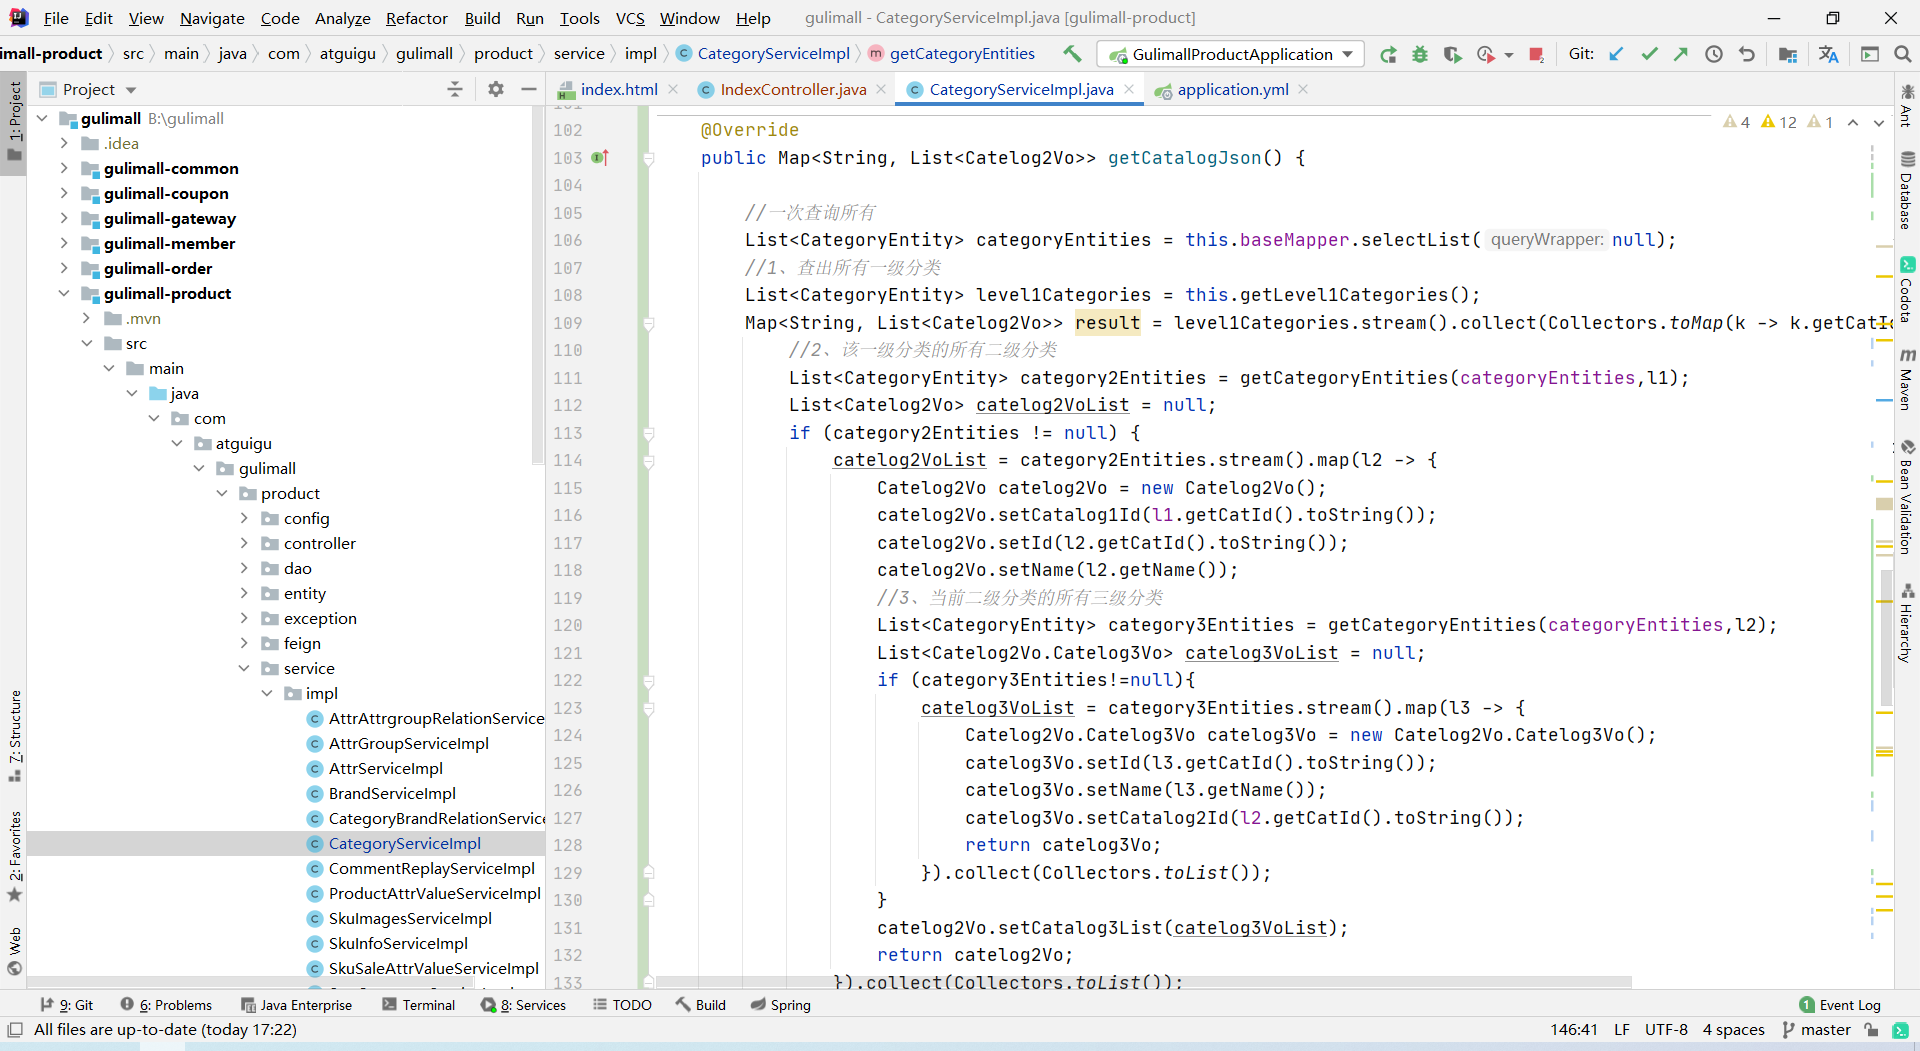 File Edit View Navigate Code Analyze Refactor Build Run Tools VCS Window Help gulimall - CategoryServiceImpl.java [gulimall-product]
imall-product src main java com atguigu gulimall product service impl CategoryServiceImpl getCategoryEntities GulimallProductApplication Git:
Project
index.html IndexController.java CategoryServiceImpl.java application.yml
1: Project
7: Structure
2: Favorites
Web
gulimall B:\gulimall
.idea
gulimall-common
gulimall-coupon
gulimall-gateway
gulimall-member
gulimall-order
gulimall-product
.mvn
src
main
java
com
atguigu
gulimall
product
config
controller
dao
entity
exception
feign
service
impl
AttrAttrgroupRelationService
AttrGroupServiceImpl
AttrServiceImpl
BrandServiceImpl
CategoryBrandRelationService
CategoryServiceImpl
CommentReplayServiceImpl
ProductAttrValueServiceImpl
SkuImagesServiceImpl
SkuInfoServiceImpl
SkuSaleAttrValueServiceImpl
4 12 1
102 @Override
103 public Map<String, List<Catelog2Vo>> getCatalogJson() {
104
105 //一次查询所有
106 List<CategoryEntity> categoryEntities = this.baseMapper.selectList( queryWrapper: null);
107 //1、查出所有一级分类
108 List<CategoryEntity> level1Categories = this.getLevel1Categories();
109 Map<String, List<Catelog2Vo>> result = level1Categories.stream().collect(Collectors.toMap(k -> k.getCatId
110 //2、该一级分类的所有二级分类
111 List<CategoryEntity> category2Entities = getCategoryEntities(categoryEntities,l1);
112 List<Catelog2Vo> catelog2VoList = null;
113 if (category2Entities != null) {
114 catelog2VoList = category2Entities.stream().map(l2 -> {
115 Catelog2Vo catelog2Vo = new Catelog2Vo();
116 catelog2Vo.setCatalog1Id(l1.getCatId().toString());
117 catelog2Vo.setId(l2.getCatId().toString());
118 catelog2Vo.setName(l2.getName());
119 //3、当前二级分类的所有三级分类
120 List<CategoryEntity> category3Entities = getCategoryEntities(categoryEntities,l2);
121 List<Catelog2Vo.Catelog3Vo> catelog3VoList = null;
122 if (category3Entities!=null){
123 catelog3VoList = category3Entities.stream().map(l3 -> {
124 Catelog2Vo.Catelog3Vo catelog3Vo = new Catelog2Vo.Catelog3Vo();
125 catelog3Vo.setId(l3.getCatId().toString());
126 catelog3Vo.setName(l3.getName());
127 catelog3Vo.setCatalog2Id(l2.getCatId().toString());
128 return catelog3Vo;
129 }).collect(Collectors.toList());
130 }
131 catelog2Vo.setCatalog3List(catelog3VoList);
132 return catelog2Vo;
133 }).collect(Collectors.toList());
Ant
Database
Codota
Maven
Bean Validation
Hierarchy
9: Git 6: Problems Java Enterprise Terminal 8: Services TODO Build Spring 1 Event Log
All files are up-to-date (today 17:22) 146:41 LF UTF-8 4 spaces master